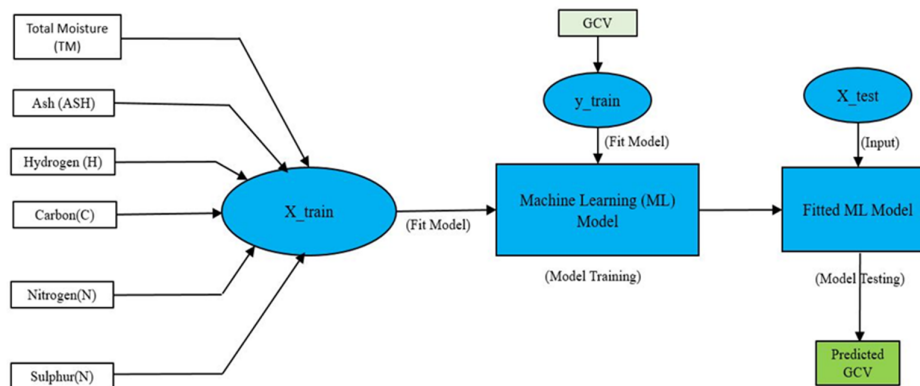 Total Moisture
(TM)
Ash (ASH)
Hydrogen (H)
Carbon(C)
Nitrogen(N)
Sulphur(N)
X_train
(Fit Model)
GCV
y_train
(Fit Model)
Machine Learning (ML)
Model
(Model Training)
X_test
(Input)
Fitted ML Model
(Model Testing)
Predicted
GCV